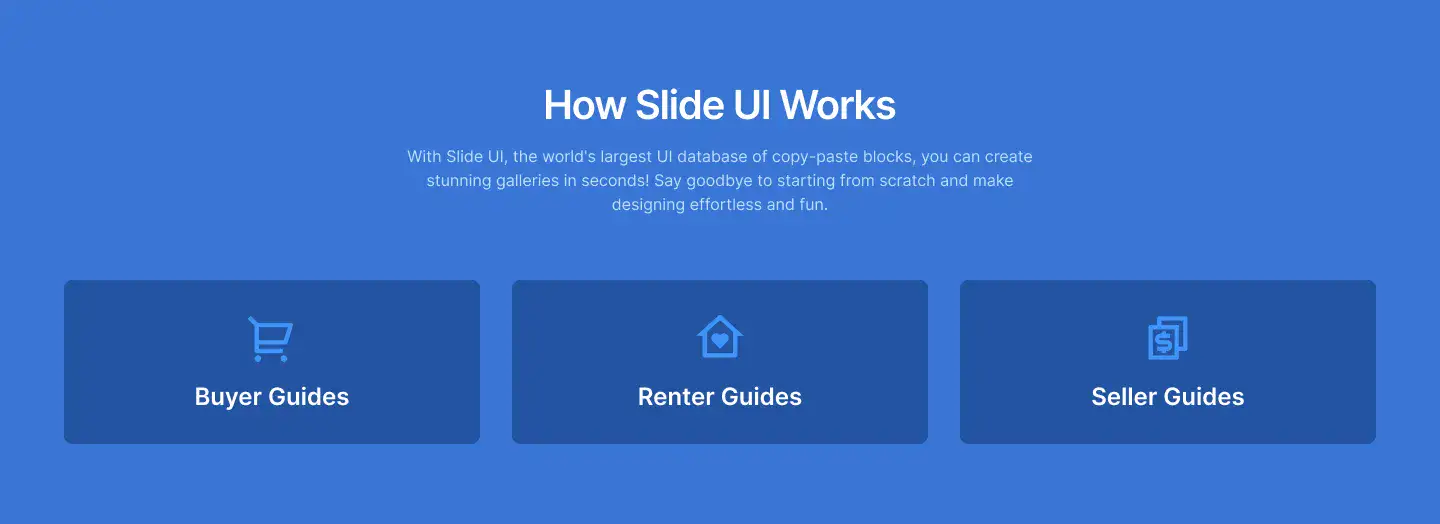 How Slide UI Works
With Slide UI, the world's largest UI database of copy-paste blocks, you can create
stunning galleries in seconds! Say goodbye to starting from scratch and make
designing effortless and fun.
Buyer Guides
Renter Guides
$
Seller Guides